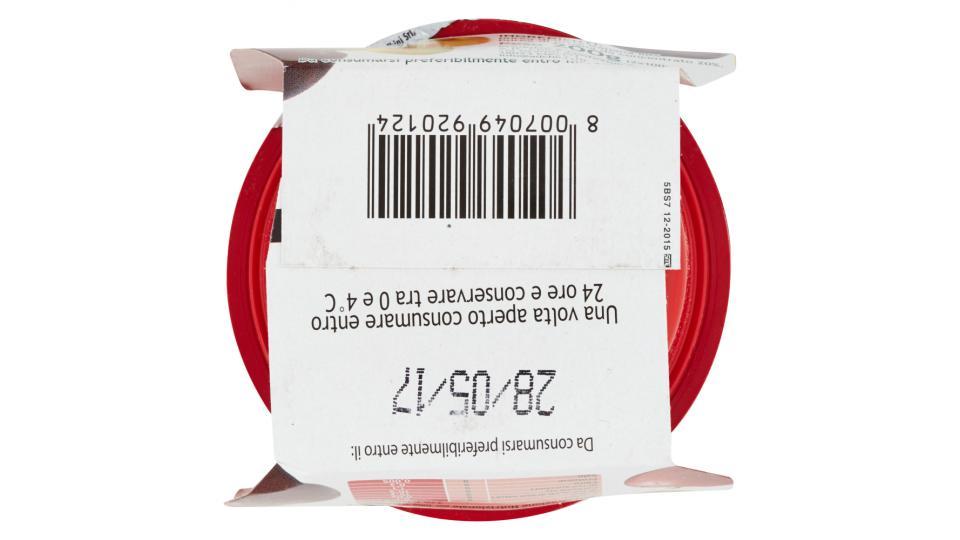 Da consumarsi preferibilmente entro il:
28/05/17
Una volta aperto consumare entro
24 ore e conservare tra 0 e 4°C
8 007049 920124
5BS7 12-2015
Da consumarsi preferibilmente entro